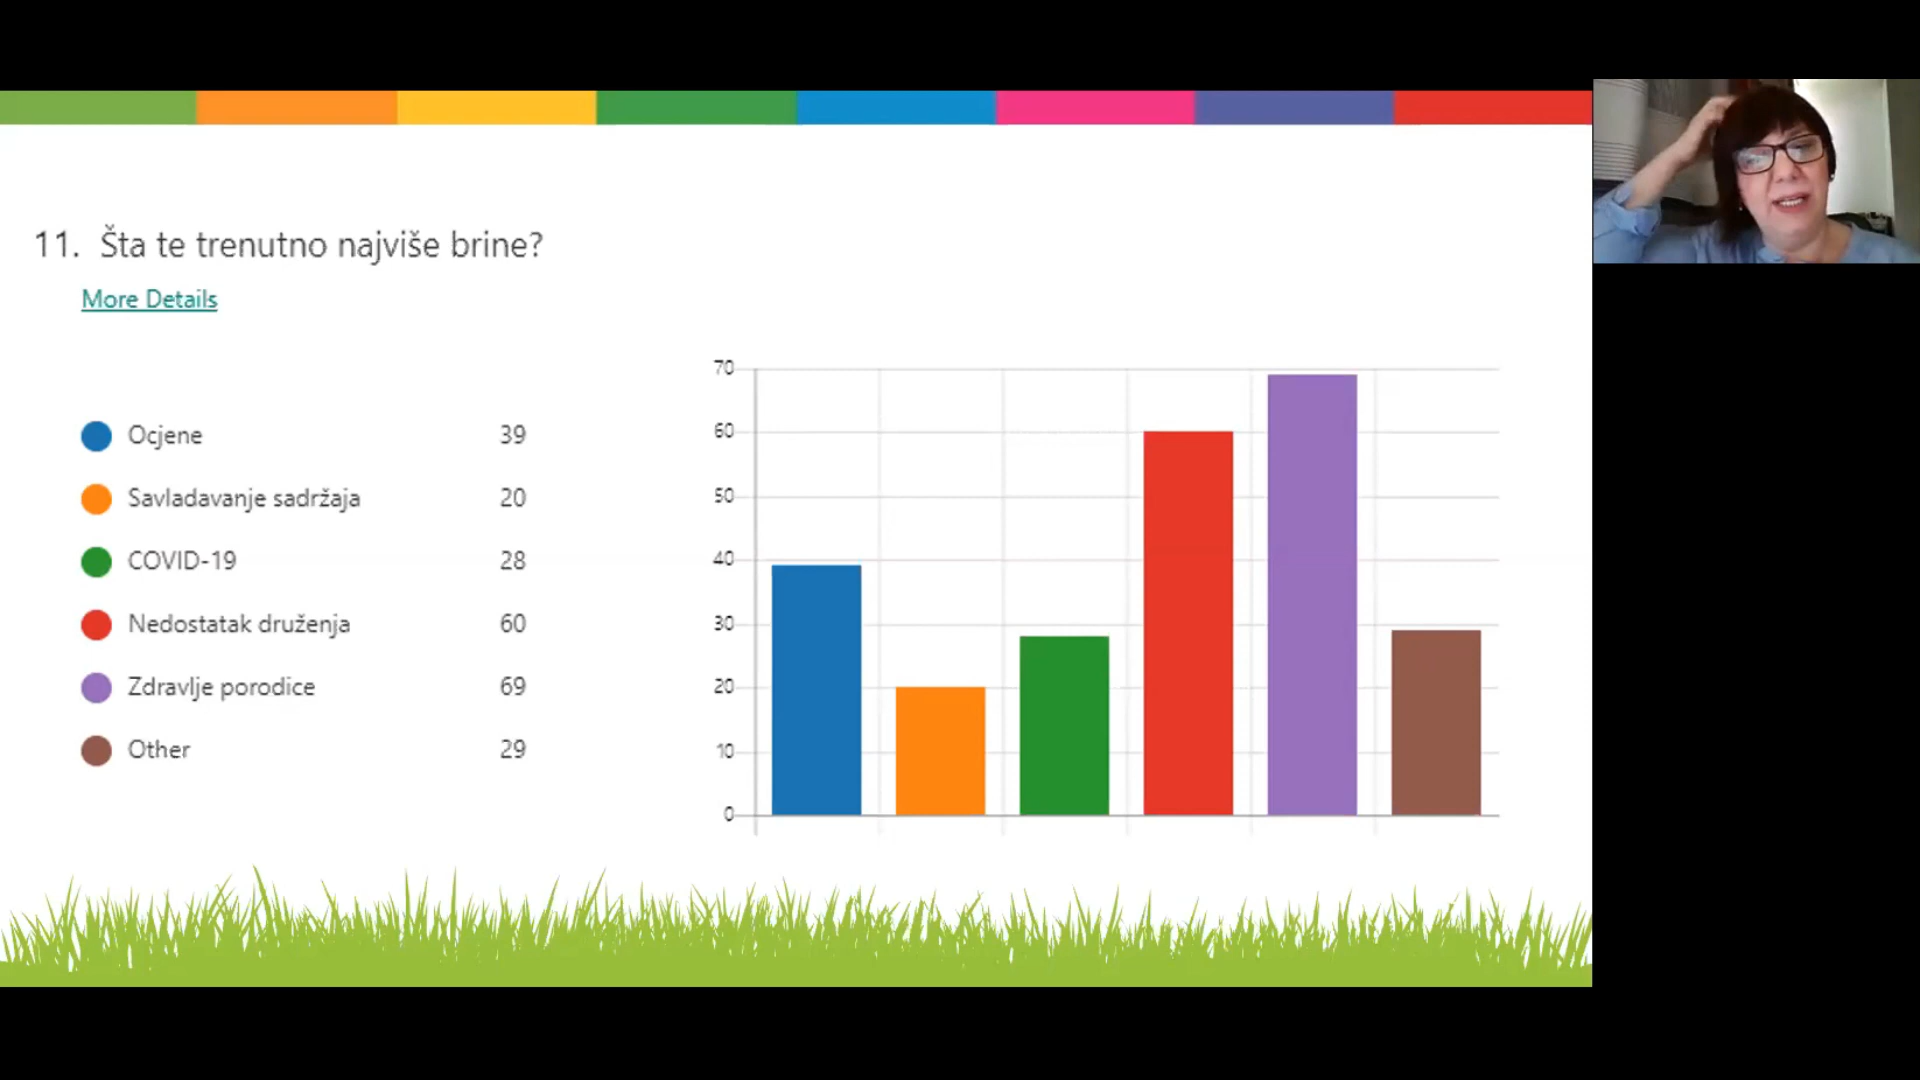 11. Šta te trenutno najviše brine?
More Details
Ocjene 39
Savladavanje sadržaja 20
COVID-19 28
Nedostatak druženja 60
Zdravlje porodice 69
Other 29
70
60
50
40
30
20
10
0